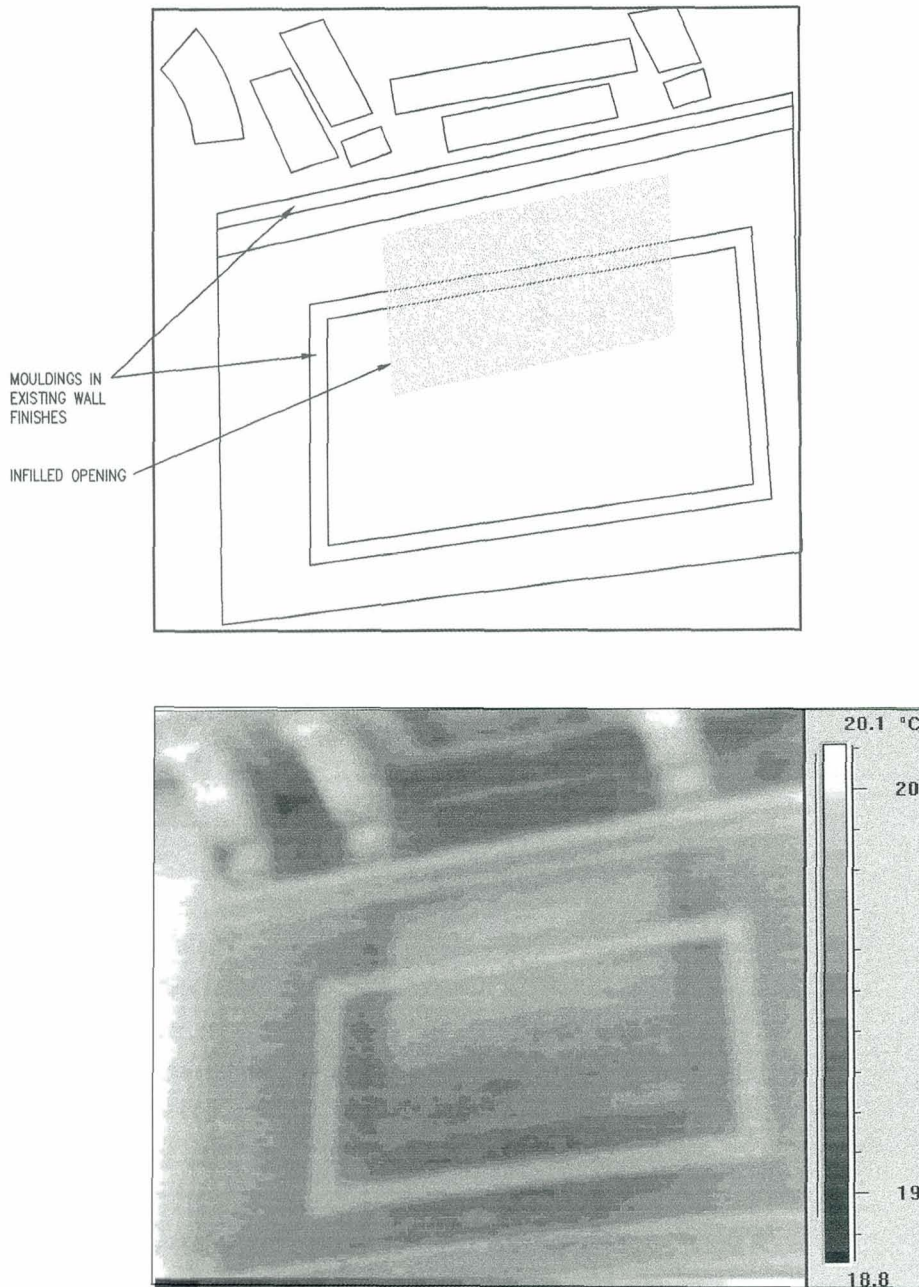 MOULDINGS IN
EXISTING WALL
FINISHES
INFILLED OPENING
20.1 °C
20
19
18.8